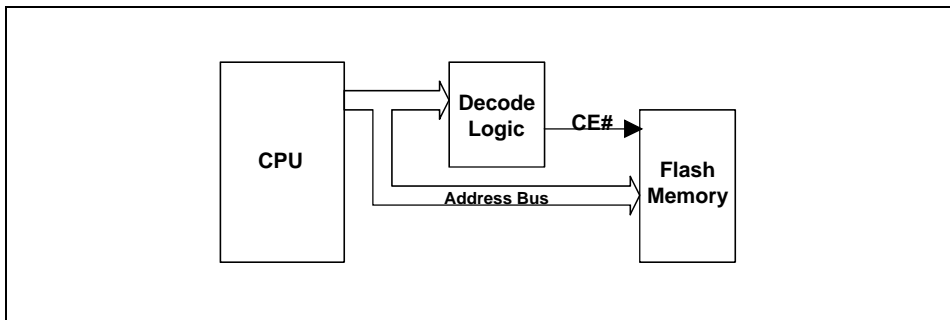 CPU
Decode
Logic
CE#
Flash
Memory
Address Bus